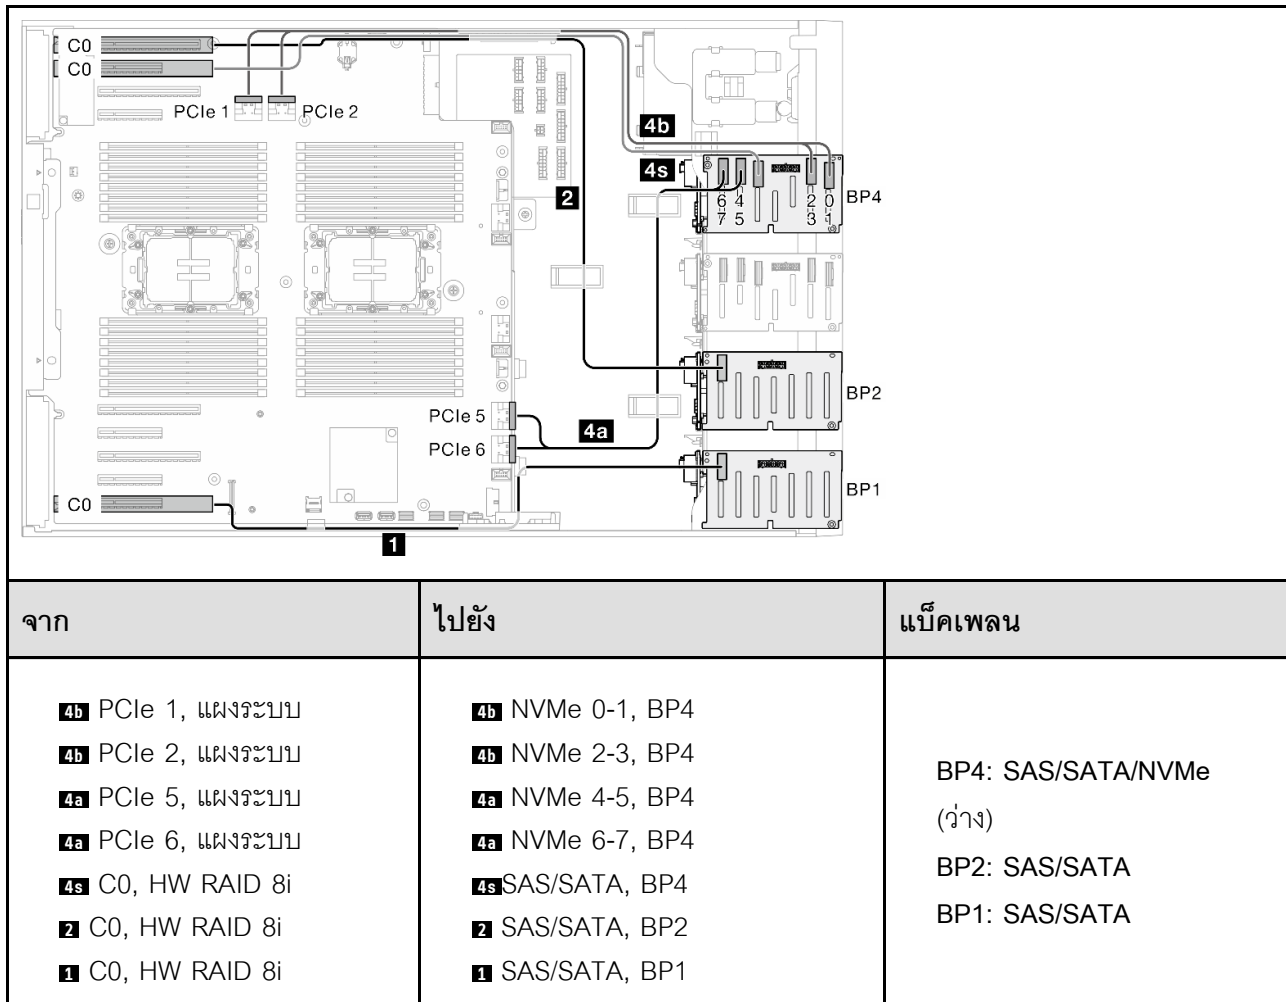 C0
C0
PCIe 1
PCIe 2
4b
4s
2
6 4 2 0
7 5 3 1
BP4
BP2
PCIe 5
4a
PCIe 6
BP1
C0
1
จาก
ไปยัง
แบ็คเพลน
4b PCIe 1, แผงระบบ
4b PCIe 2, แผงระบบ
4a PCIe 5, แผงระบบ
4a PCIe 6, แผงระบบ
4s C0, HW RAID 8i
2 C0, HW RAID 8i
1 C0, HW RAID 8i
4b NVMe 0-1, BP4
4b NVMe 2-3, BP4
4a NVMe 4-5, BP4
4a NVMe 6-7, BP4
4s SAS/SATA, BP4
2 SAS/SATA, BP2
1 SAS/SATA, BP1
BP4: SAS/SATA/NVMe
(ว่าง)
BP2: SAS/SATA
BP1: SAS/SATA